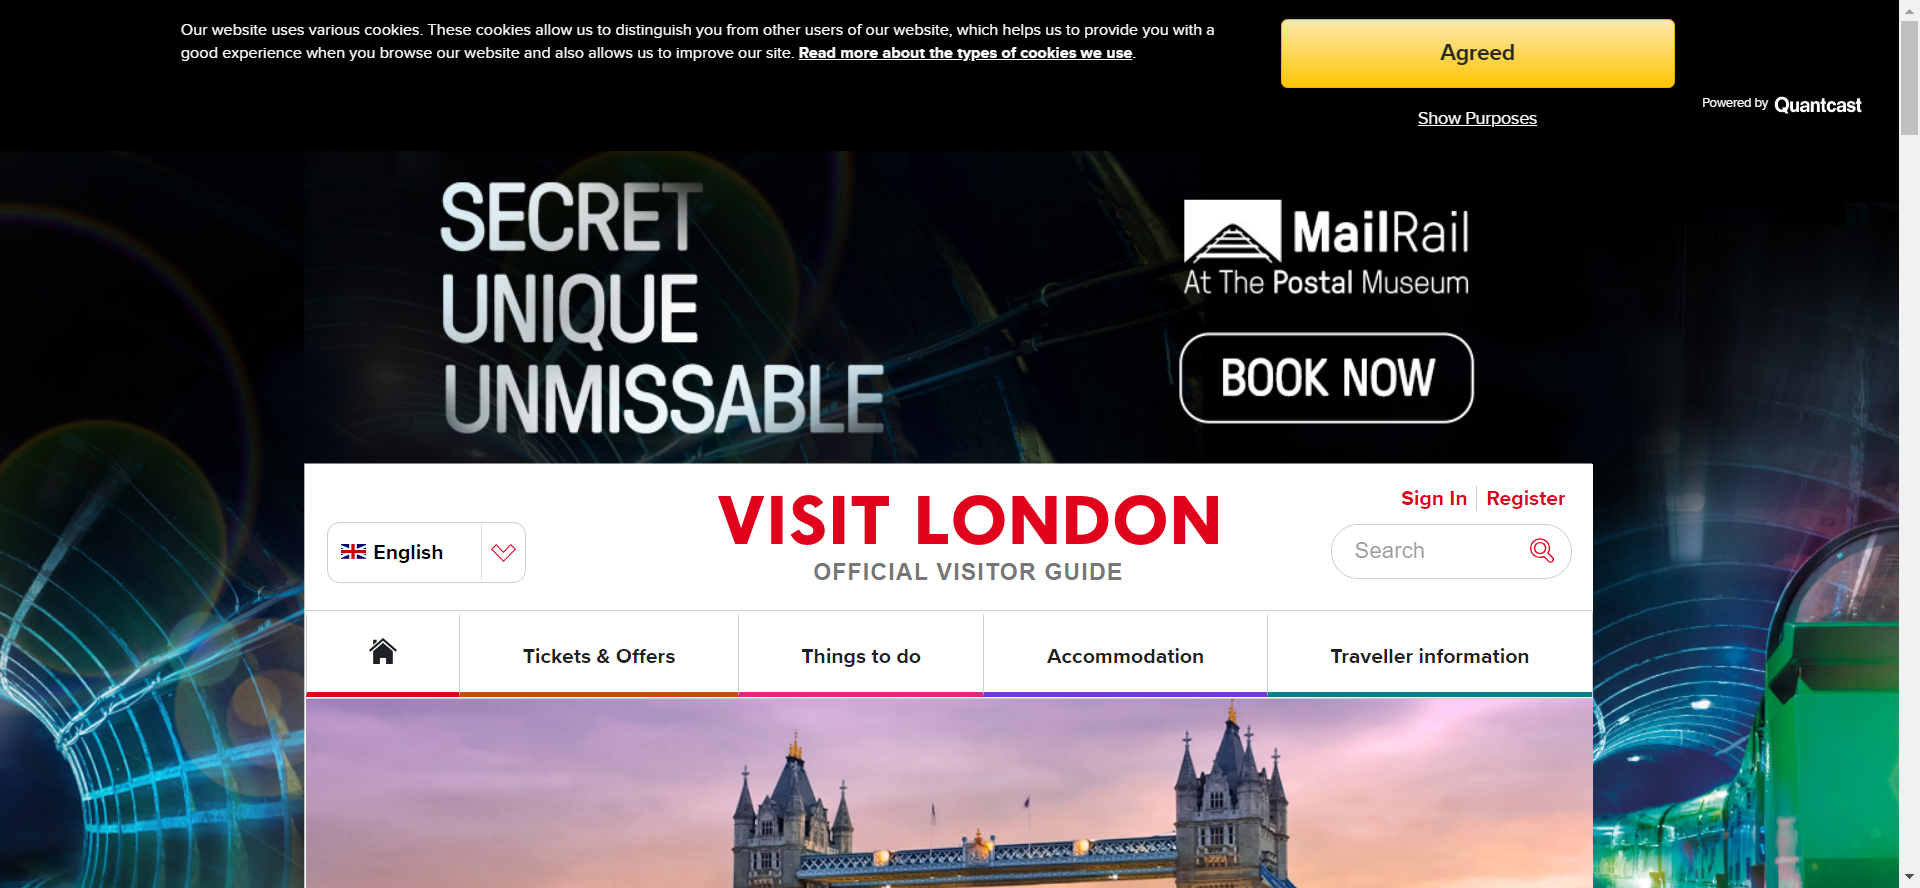 Our website uses various cookies. These cookies allow us to distinguish you from other users of our website, which helps us to provide you with a
good experience when you browse our website and also allows us to improve our site. Read more about the types of cookies we use.
Agreed
Show Purposes
Powered by Quantcast
SECRET
UNIQUE
UNMISSABLE
MailRail
At The Postal Museum
BOOK NOW
Sign In Register
VISIT LONDON
English
Search
OFFICIAL VISITOR GUIDE
Tickets & Offers
Things to do
Accommodation
Traveller information